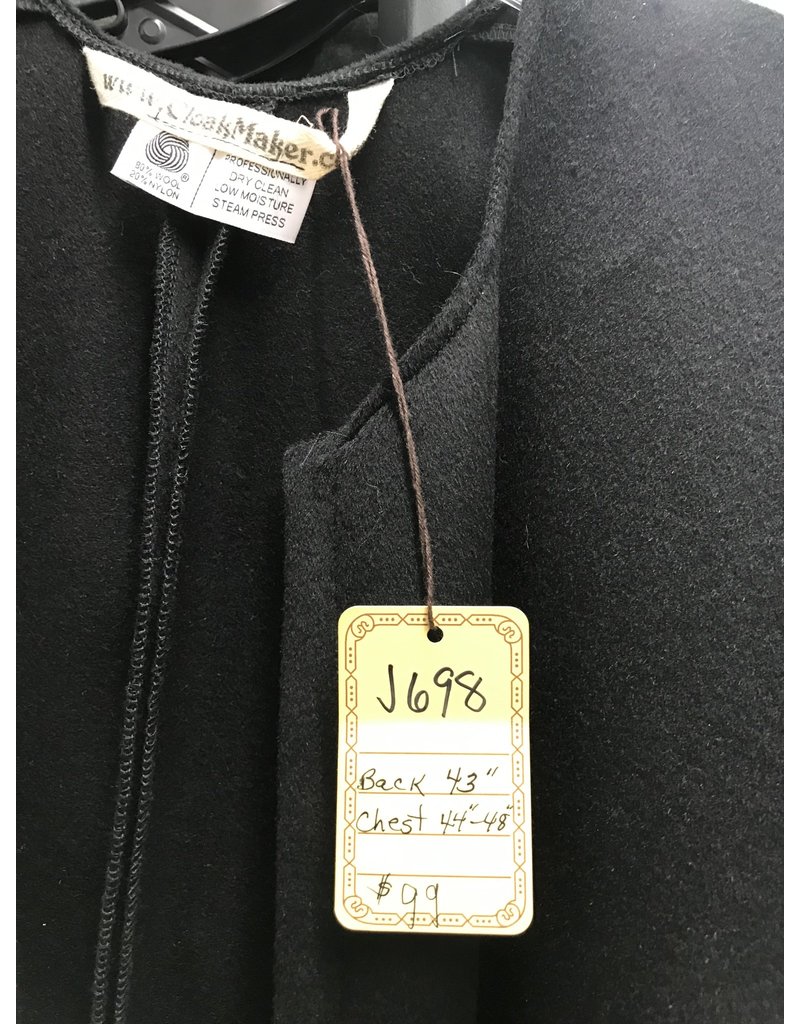 CloakMaker.c
80% WOOL
20% NYLON
PROFESSIONALLY
DRY CLEAN
LOW MOISTURE
STEAM PRESS
J698
Back 43"
Chest 44"-48"
$99